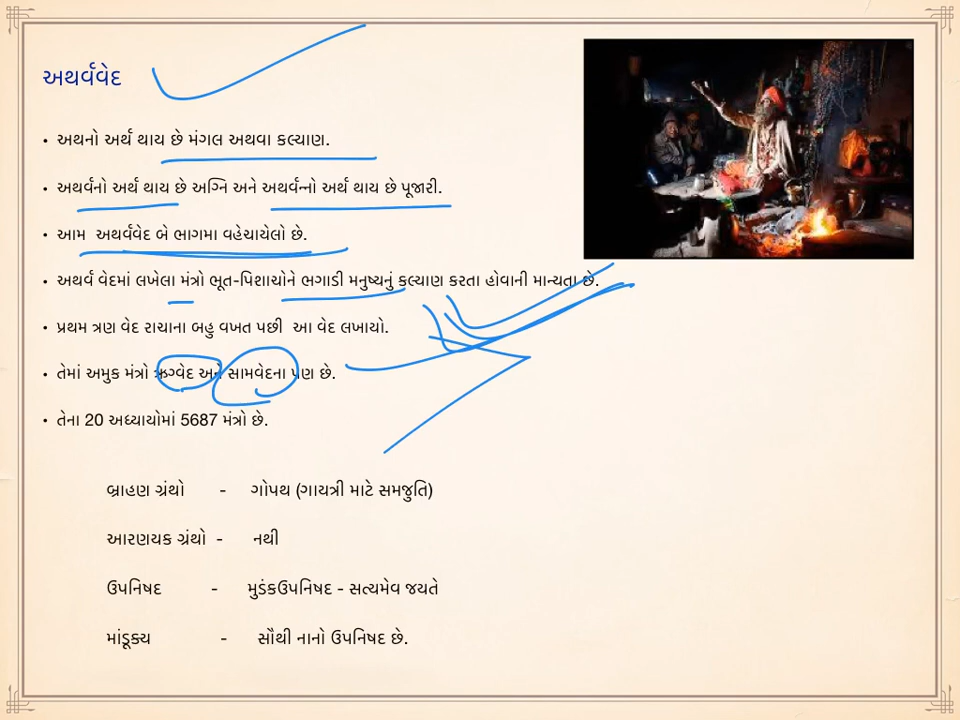 અથર્વવેદ
• અથનો અર્થ થાય છે મંગલ અથવા કલ્યાણ.
• અથર્વનો અર્થ થાય છે અગ્નિ અને અથર્વન્નો અર્થ થાય છે પૂજારી.
• આમ અથર્વવેદ બે ભાગમા વહેચાયેલો છે.
• અથર્વ વેદમાં લખેલા મંત્રો ભૂત-પિશાચોને ભગાડી મનુષ્યનું કલ્યાણ કરતા હોવાની માન્યતા છે.
• પ્રથમ ત્રણ વેદ રાચાના બહુ વખત પછી આ વેદ લખાયો.
• તેમાં અમુક મંત્રો ઋગ્વેદ અને સામવેદના પણ છે.
• તેના 20 અધ્યાયોમાં 5687 મંત્રો છે.
બ્રાહણ ગ્રંથો - ગોપથ (ગાયત્રી માટે સમજુતિ)
આરણયક ગ્રંથો - નથી
ઉપનિષદ - મુડંકઉપનિષદ - સત્યમેવ જયતે
માંડૂક્ય - સૌથી નાનો ઉપનિષદ છે.